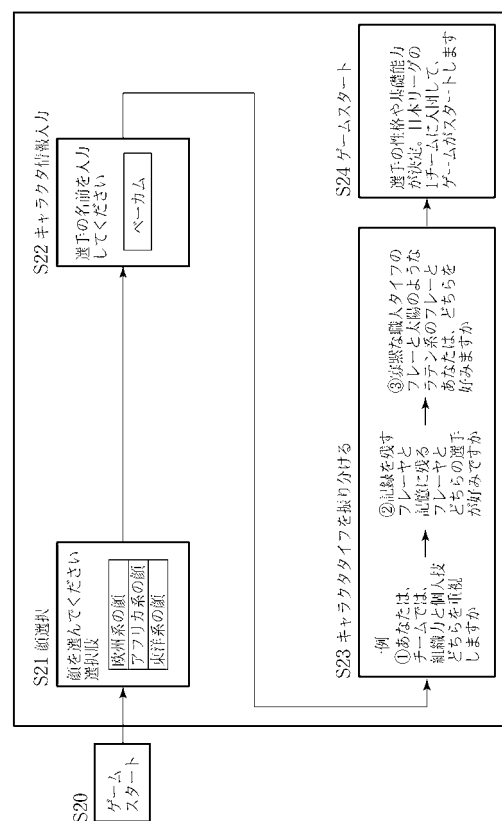 S20
ゲーム
スタート
S21 顔選択
顔を選んでください
選択肢
欧州系の顔
アフリカ系の顔
東洋系の顔
S22 キャラクタ情報入力
選手の名前を入力
してください
ベーカム
S23 キャラクタタイプを振り分ける
例
①あなたは、
チームでは、
組織力と個人技
どちらを重視
しますか
②記録を残す
プレーヤと
記憶に残る
プレーヤと
どちらの選手
が好みですか
③寡黙な職人タイプの
プレーと太陽のような
ラテン系のプレーと
あなたは、どちらを
好みますか
S24 ゲームスタート
選手の性格や基礎能力
が決定。日本リーグの
1チームに入団して、
ゲームがスタートします